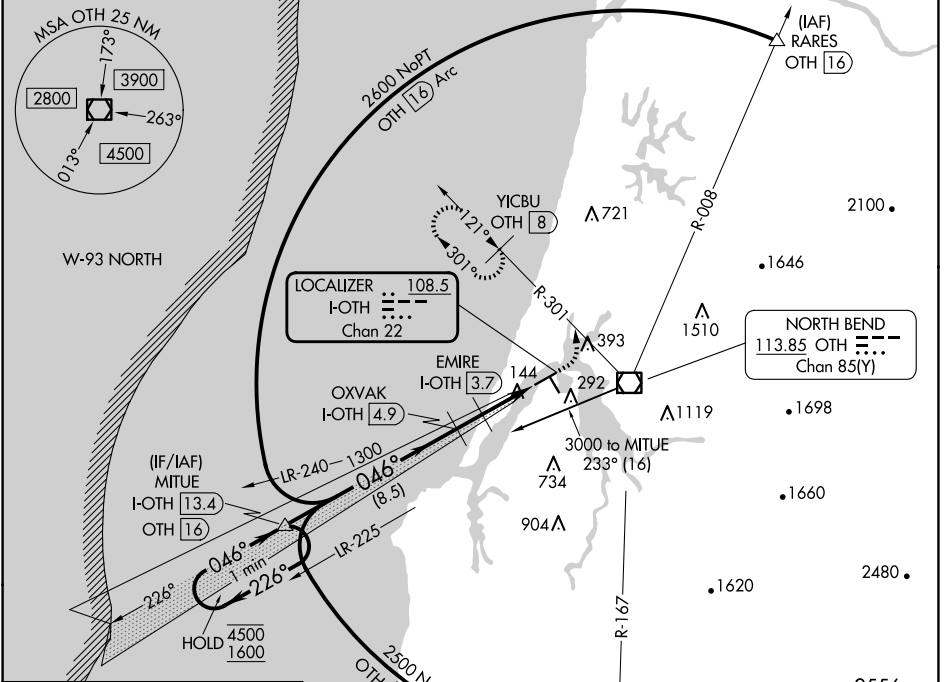 MSA OTH 25 NM
173°
3900
2800
263°
013°
4500
W-93 NORTH
2600 NoPT
OTH 16 Arc
(IAF)
RARES
OTH 16
R-008
YICBU
OTH 8
121°
301°
R-301
721
2100
1646
1510
393
LOCALIZER 108.5
I-OTH
Chan 22
NORTH BEND
113.85 OTH
Chan 85(Y)
EMIRE
I-OTH 3.7
144
292
OXVAK
I-OTH 4.9
1119
1698
3000 to MITUE
233° (16)
734
1660
904
(IF/IAF)
MITUE
I-OTH 13.4
OTH 16
LR-240
1300
046°
(8.5)
LR-225
046°
1 min
226°
226°
HOLD 4500
1600
1620
2480
R-167
2500 N
OTH